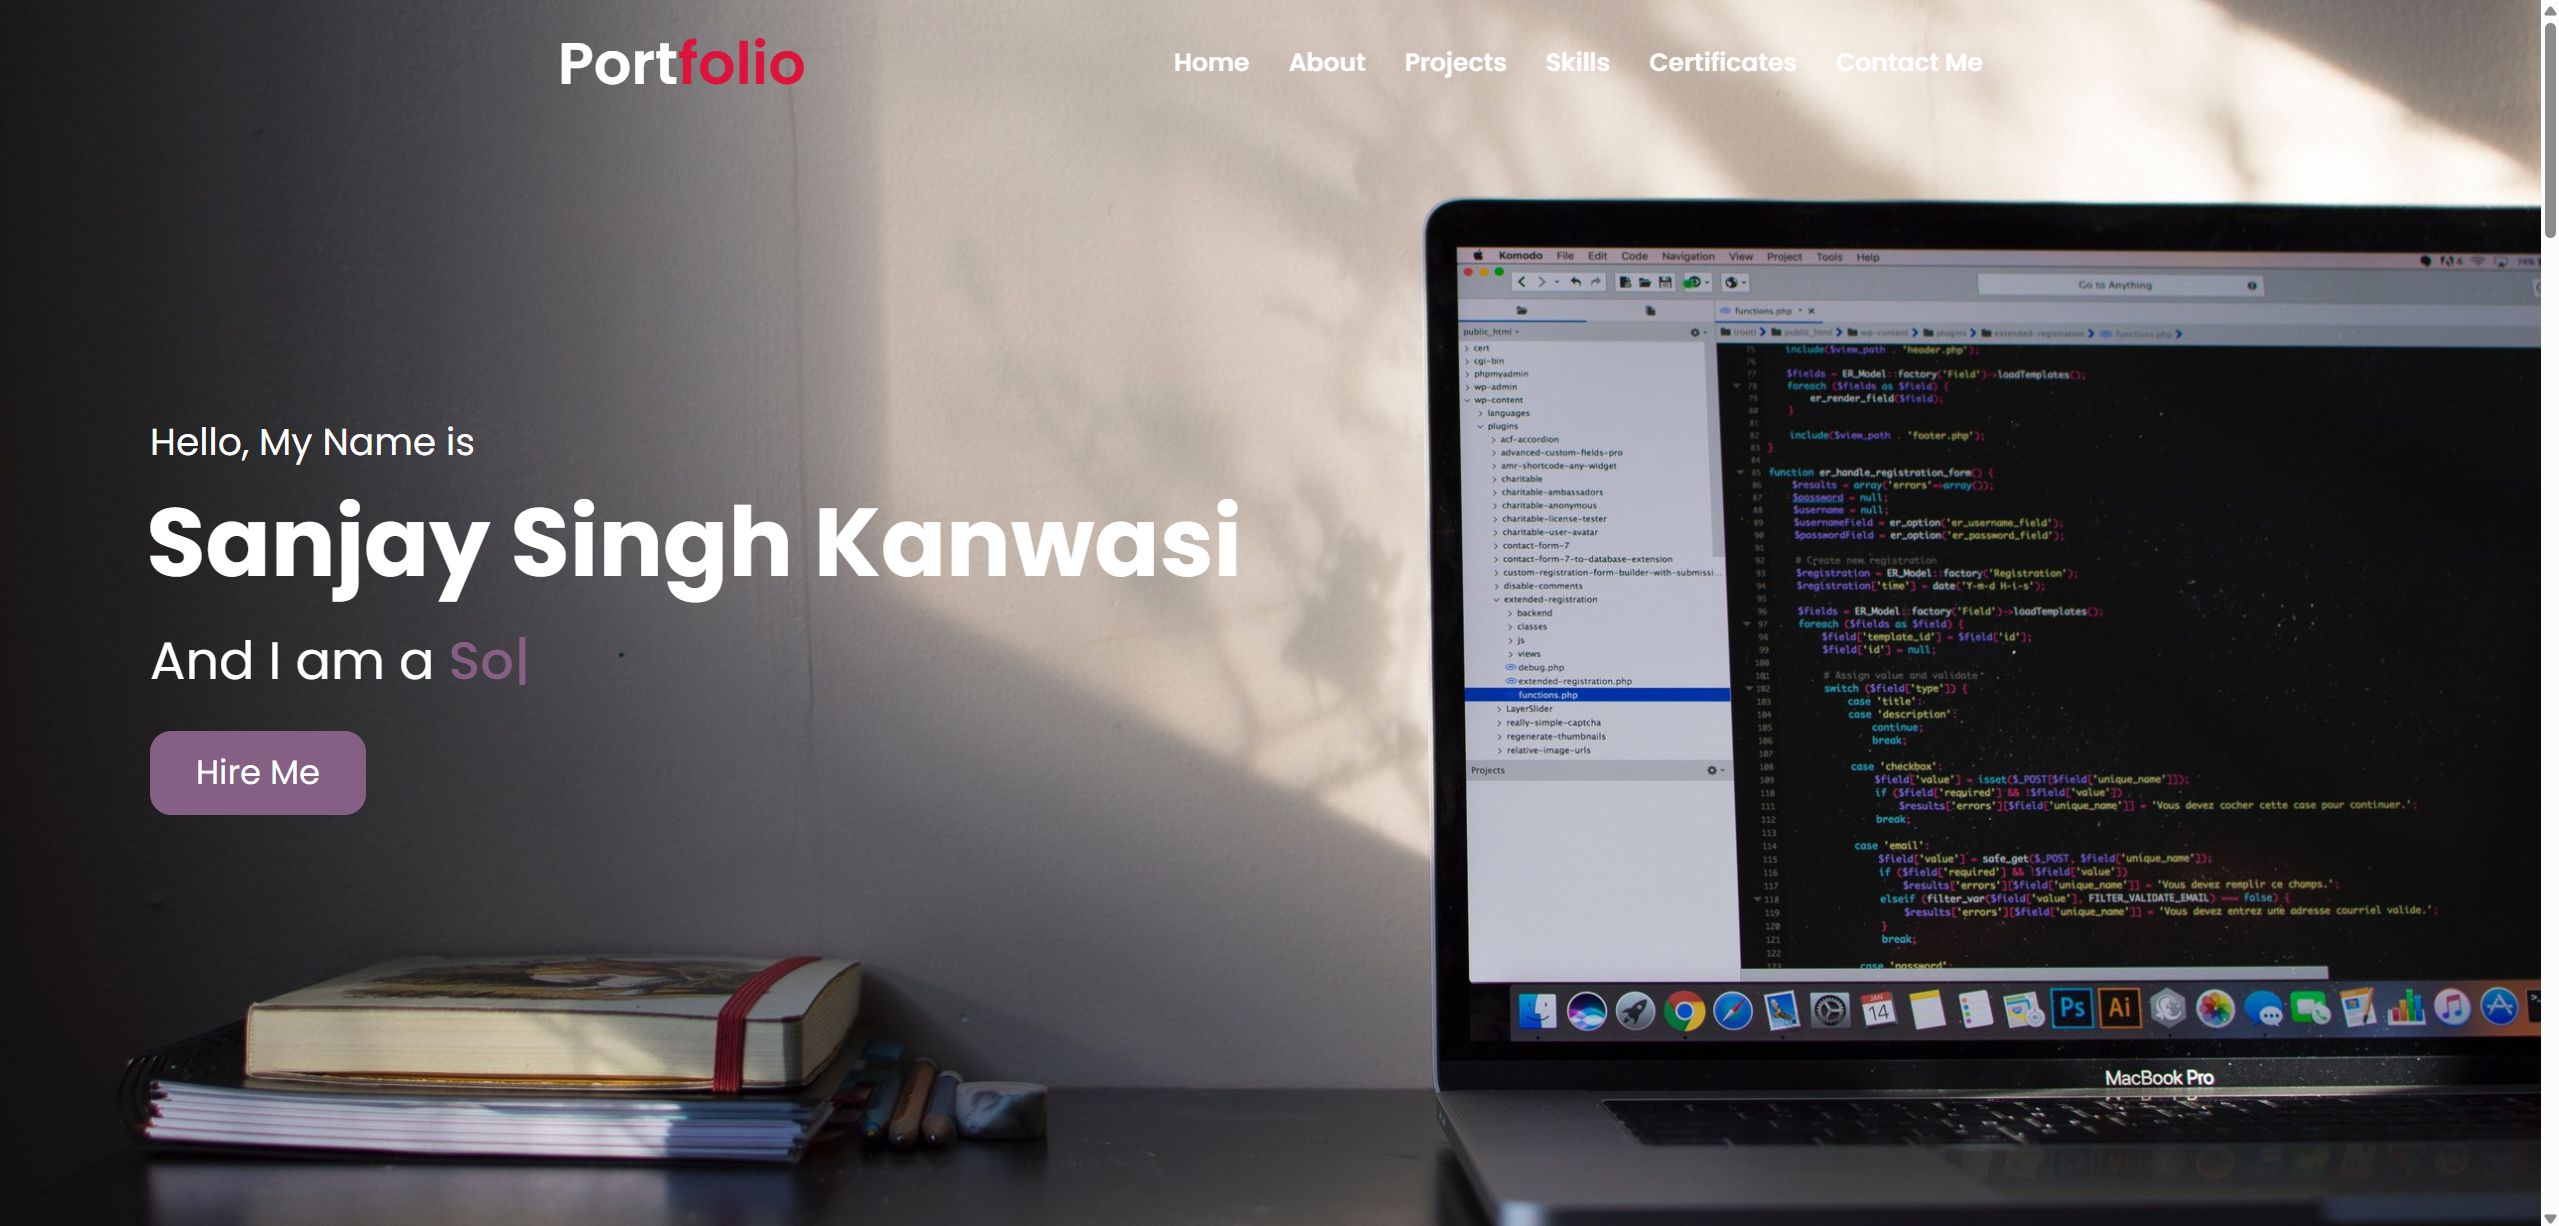 Portfolio
Home About Projects Skills Certificates Contact Me
Hello, My Name is
Sanjay Singh Kanwasi
And I am a So|
Hire Me
Komodo File Edit Code Navigation View Project Tools Help
Go to Anything
functions.php
public_html
(root) public_html wp-content plugins extended-registration functions.php
cert
cgi-bin
phpmyadmin
wp-admin
wp-content
languages
plugins
acf-accordion
advanced-custom-fields-pro
amr-shortcode-any-widget
charitable
charitable-ambassadors
charitable-anonymous
charitable-license-tester
charitable-user-avatar
contact-form-7
contact-form-7-to-database-extension
custom-registration-form-builder-with-submissi...
disable-comments
extended-registration
backend
classes
js
views
debug.php
extended-registration.php
functions.php
LayerSlider
really-simple-captcha
regenerate-thumbnails
relative-image-urls
Projects
75 include($view_path . 'header.php');
76
77 $fields = ER_Model::factory('Field')->loadTemplates();
78 foreach ($fields as $field) {
79 er_render_field($field);
80 }
81
82 include($view_path . 'footer.php');
83 }
84
85 function er_handle_registration_form() {
86 $results = array('errors'=>array());
87 $password = null;
88 $username = null;
89 $usernameField = er_option('er_username_field');
90 $passwordField = er_option('er_password_field');
91
92 # Create new registration
93 $registration = ER_Model::factory('Registration');
94 $registration['time'] = date('Y-m-d H-i-s');
95
96 $fields = ER_Model::factory('Field')->loadTemplates();
97 foreach ($fields as $field) {
98 $field['template_id'] = $field['id'];
99 $field['id'] = null;
100
101 # Assign value and validate
102 switch ($field['type']) {
103 case 'title':
104 case 'description':
105 continue;
106 break;
107
108 case 'checkbox':
109 $field['value'] = isset($_POST[$field['unique_name']]);
110 if ($field['required'] && !$field['value'])
111 $results['errors'][$field['unique_name']] = 'Vous devez cocher cette case pour continuer.';
112 break;
113
114 case 'email':
115 $field['value'] = safe_get($_POST, $field['unique_name']);
116 if ($field['required'] && !$field['value'])
117 $results['errors'][$field['unique_name']] = 'Vous devez remplir ce champs.';
118 elseif (filter_var($field['value'], FILTER_VALIDATE_EMAIL) === false) {
119 $results['errors'][$field['unique_name']] = 'Vous devez entrez une adresse courriel valide.';
120 }
121 break;
122
123 case 'password':
JAN
14
Ps
Ai
MacBook Pro